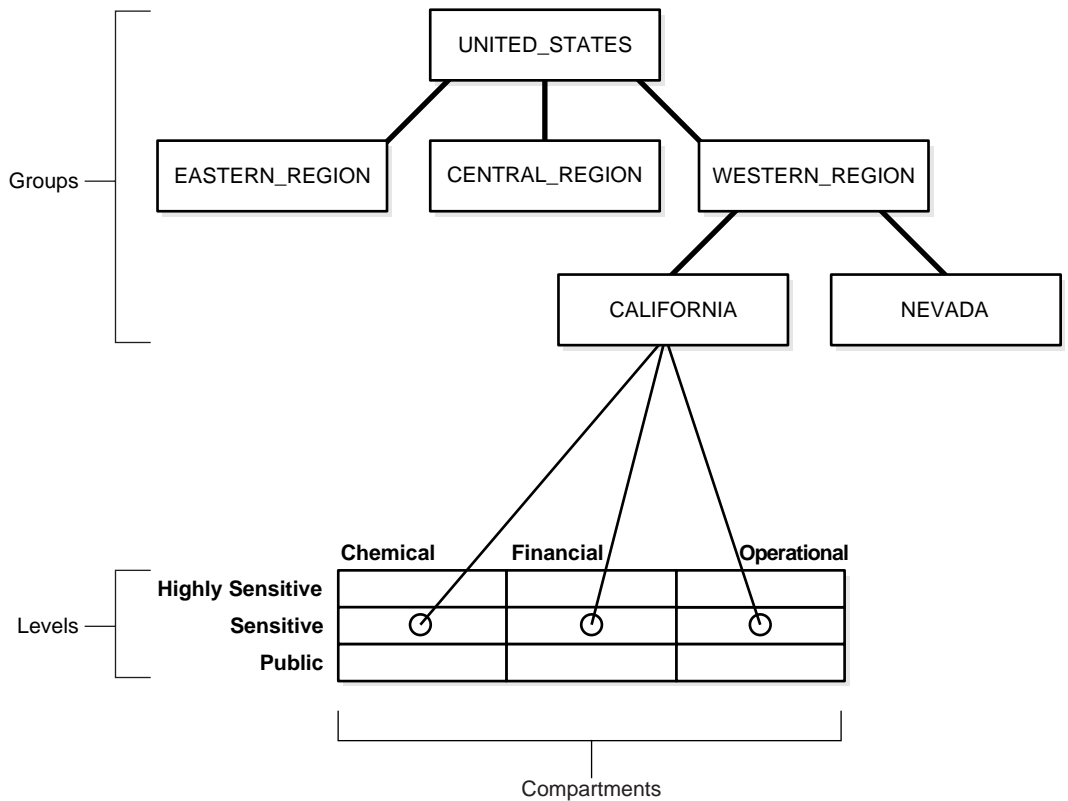 UNITED_STATES
EASTERN_REGION
CENTRAL_REGION
WESTERN_REGION
Groups
CALIFORNIA
NEVADA
Chemical
Financial
Operational
Highly Sensitive
Levels
Sensitive
Public
Compartments